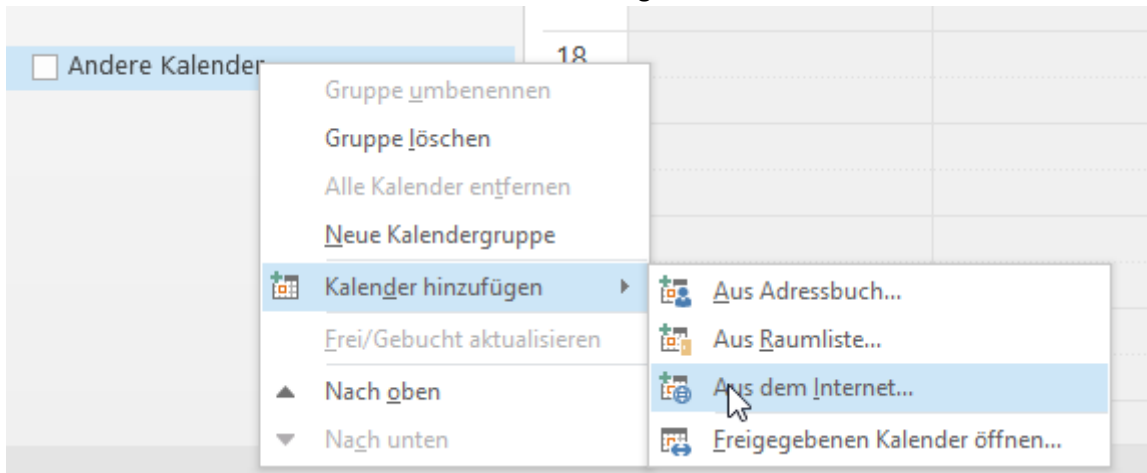 18
Andere Kalender
Gruppe umbenennen
Gruppe löschen
Alle Kalender entfernen
Neue Kalendergruppe
Kalender hinzufügen
Frei/Gebucht aktualisieren
Nach oben
Nach unten
Aus Adressbuch...
Aus Raumliste...
Aus dem Internet...
Freigegebenen Kalender öffnen...